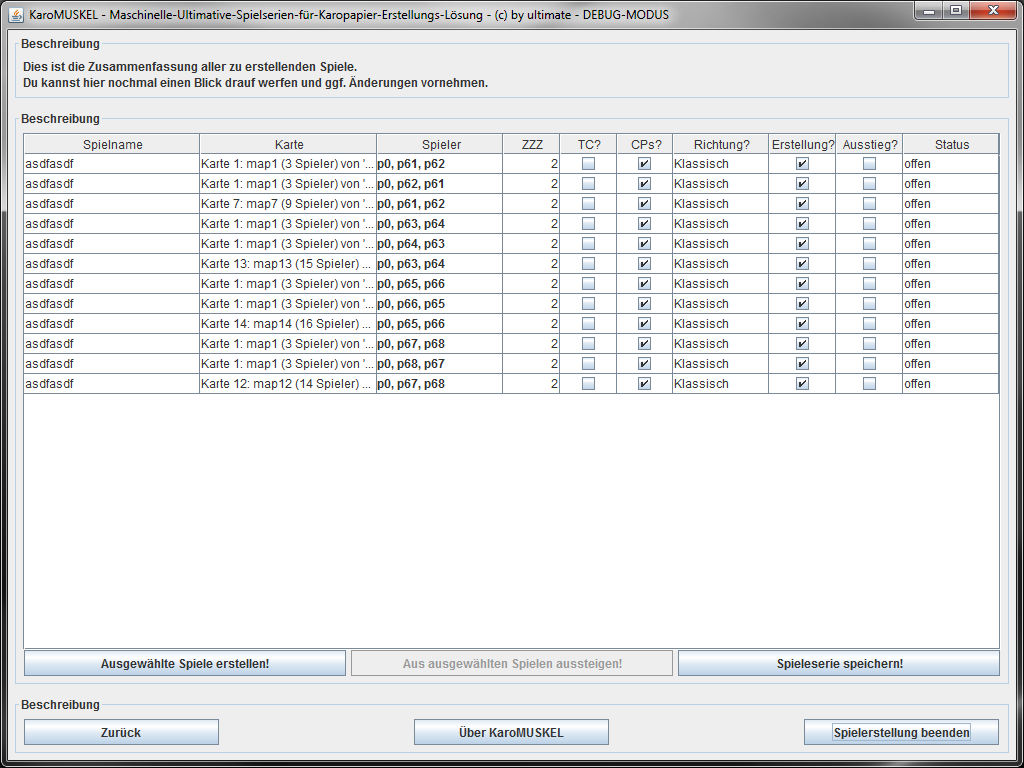 KaroMUSKEL - Maschinelle-Ultimative-Spielserien-für-Karopapier-Erstellungs-Lösung - (c) by ultimate - DEBUG-MODUS
Beschreibung
Dies ist die Zusammenfassung aller zu erstellenden Spiele.
Du kannst hier nochmal einen Blick drauf werfen und ggf. Änderungen vornehmen.
Beschreibung
Spielname Karte Spieler ZZZ TC? CPs? Richtung? Erstellung? Ausstieg? Status
asdfasdf Karte 1: map1 (3 Spieler) von '... p0, p61, p62 2 Klassisch offen
asdfasdf Karte 1: map1 (3 Spieler) von '... p0, p62, p61 2 Klassisch offen
asdfasdf Karte 7: map7 (9 Spieler) von '... p0, p61, p62 2 Klassisch offen
asdfasdf Karte 1: map1 (3 Spieler) von '... p0, p63, p64 2 Klassisch offen
asdfasdf Karte 1: map1 (3 Spieler) von '... p0, p64, p63 2 Klassisch offen
asdfasdf Karte 13: map13 (15 Spieler) ... p0, p63, p64 2 Klassisch offen
asdfasdf Karte 1: map1 (3 Spieler) von '... p0, p65, p66 2 Klassisch offen
asdfasdf Karte 1: map1 (3 Spieler) von '... p0, p66, p65 2 Klassisch offen
asdfasdf Karte 14: map14 (16 Spieler) ... p0, p65, p66 2 Klassisch offen
asdfasdf Karte 1: map1 (3 Spieler) von '... p0, p67, p68 2 Klassisch offen
asdfasdf Karte 1: map1 (3 Spieler) von '... p0, p68, p67 2 Klassisch offen
asdfasdf Karte 12: map12 (14 Spieler) ... p0, p67, p68 2 Klassisch offen
Ausgewählte Spiele erstellen! Aus ausgewählten Spielen aussteigen! Spieleserie speichern!
Beschreibung
Zurück Über KaroMUSKEL Spielerstellung beenden